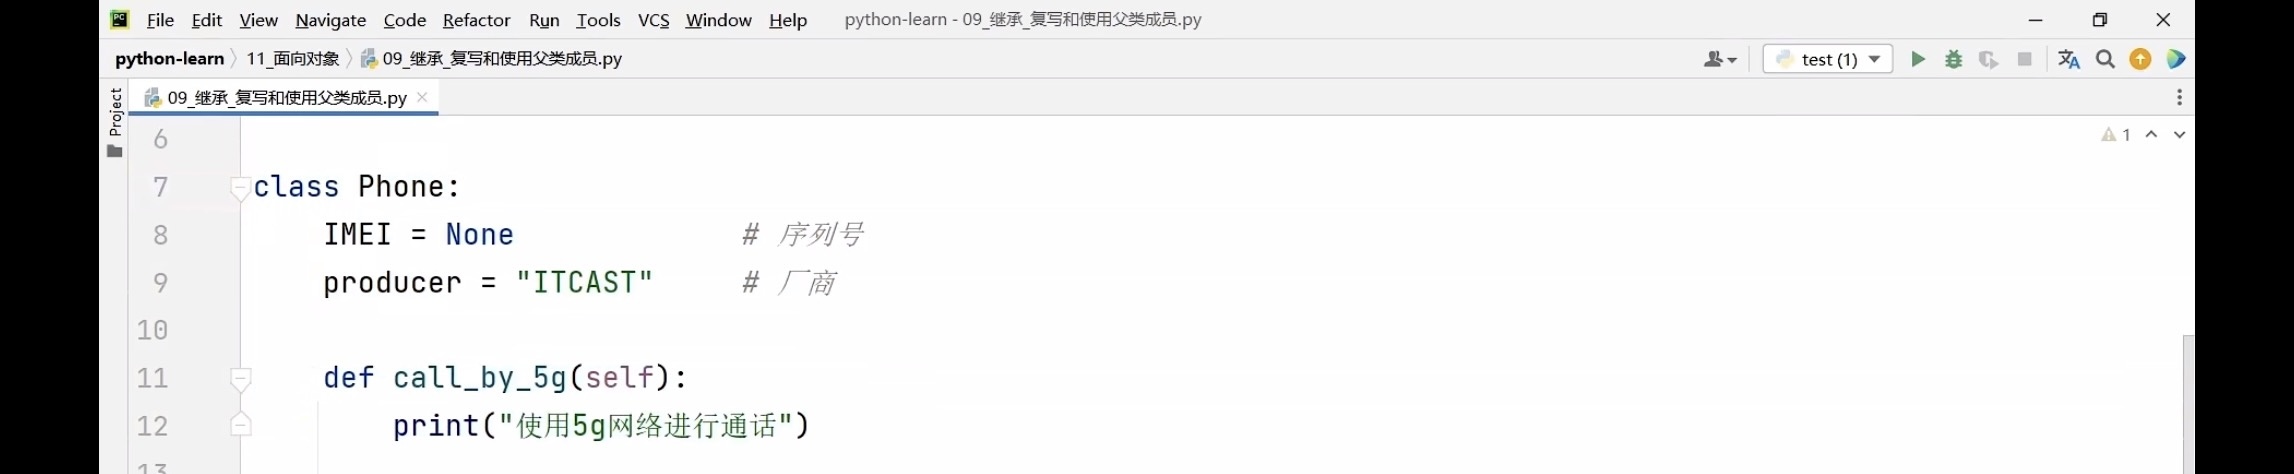 File Edit View Navigate Code Refactor Run Tools VCS Window Help python-learn - 09_继承_复写和使用父类成员.py
python-learn 11_面向对象 09_继承_复写和使用父类成员.py test (1)
09_继承_复写和使用父类成员.py
Project
1
6
7 class Phone:
8 IMEI = None # 序列号
9 producer = "ITCAST" # 厂商
10
11 def call_by_5g(self):
12 print("使用5g网络进行通话")
13